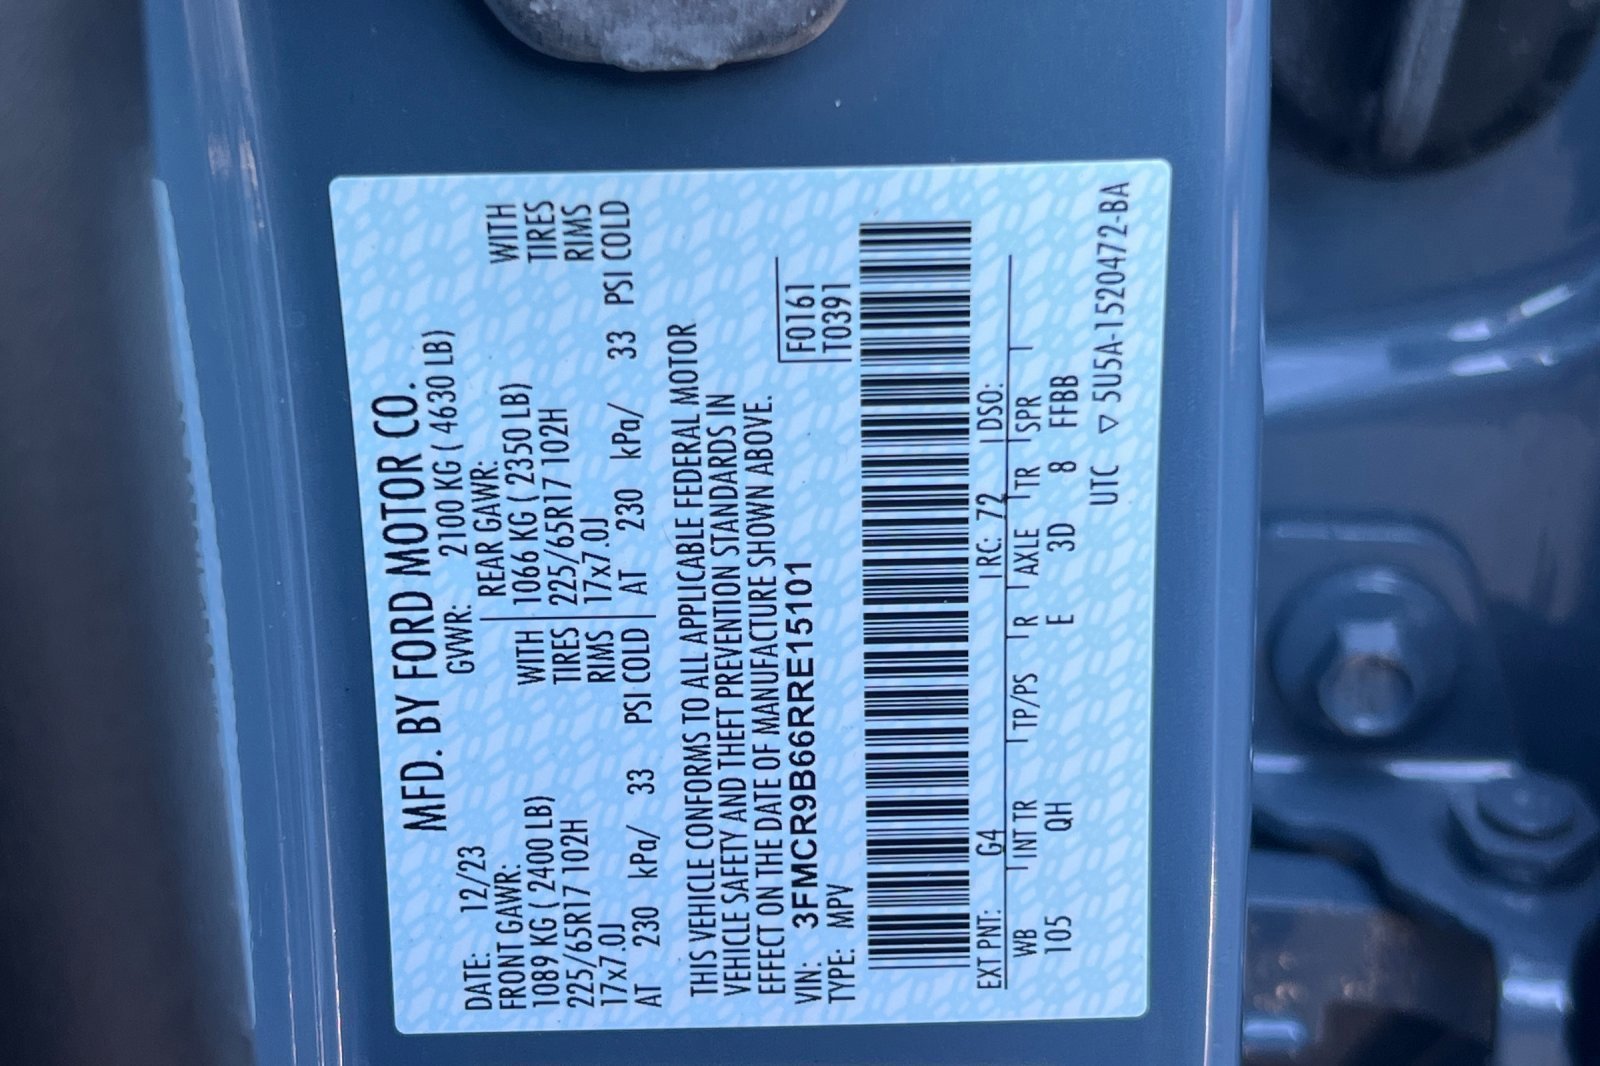 MFD. BY FORD MOTOR CO.
DATE: 12/23 GVWR: 2100 KG ( 4630 LB)
FRONT GAWR: REAR GAWR:
1089 KG ( 2400 LB) WITH 1066 KG ( 2350 LB) WITH
225/65R17 102H TIRES 225/65R17 102H TIRES
17x7.0J RIMS 17x7.0J RIMS
AT 230 kPa/ 33 PSI COLD AT 230 kPa/ 33 PSI COLD
THIS VEHICLE CONFORMS TO ALL APPLICABLE FEDERAL MOTOR
VEHICLE SAFETY AND THEFT PREVENTION STANDARDS IN
EFFECT ON THE DATE OF MANUFACTURE SHOWN ABOVE.
VIN: 3FMCR9B66RRE15101 F0161
TYPE: MPV T0391
EXT PNT: G4 RC: 72 DSO:
WB INT TR TP/PS R AXLE TR SPR
105 QH E 3D 8 FFBB
UTC ▽ 5U5A-1520472-BA